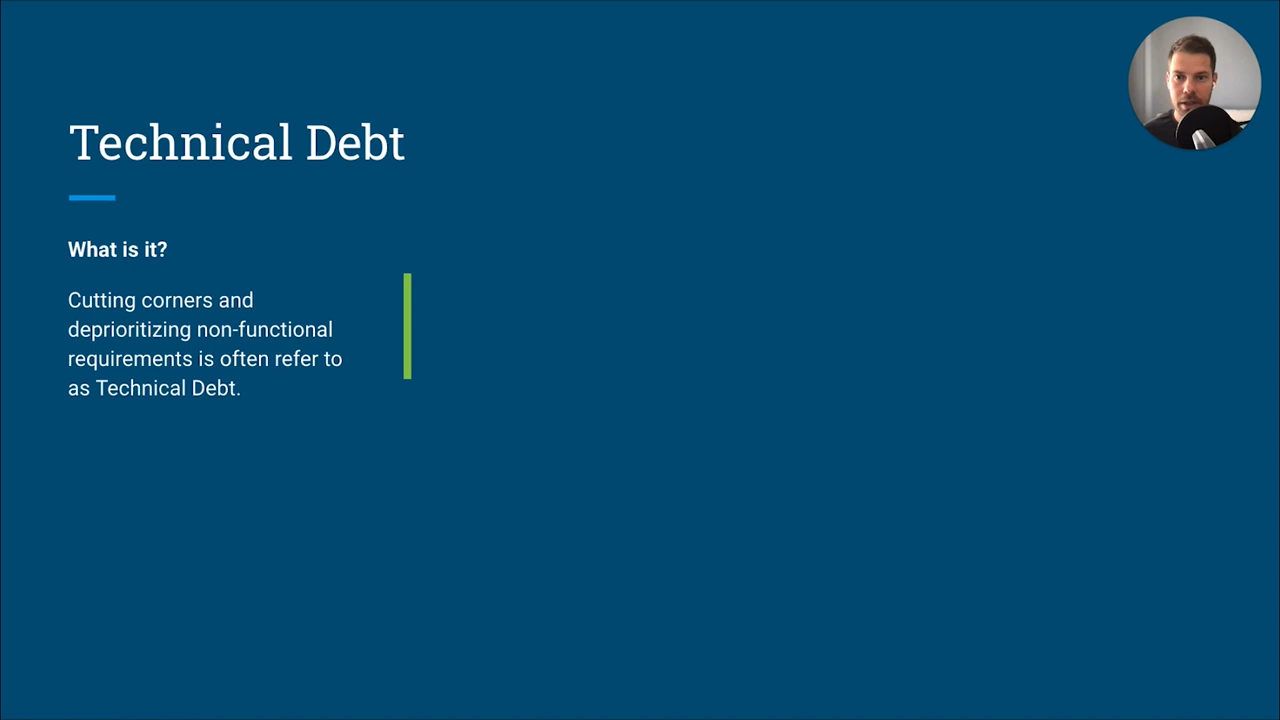 Technical Debt
What is it?
Cutting corners and
deprioritizing non-functional
requirements is often refer to
as Technical Debt.